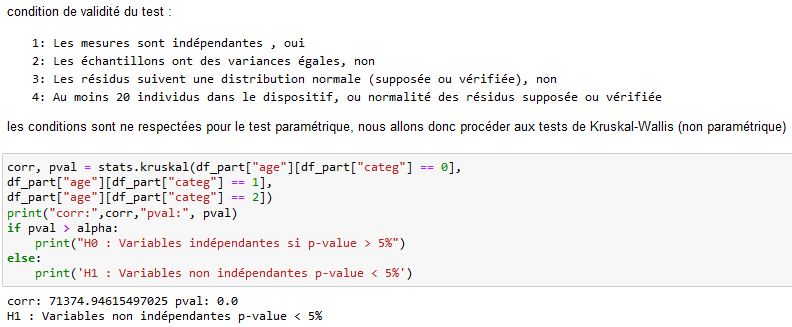 condition de validité du test :
1: Les mesures sont indépendantes , oui
2: Les échantillons ont des variances égales, non
3: Les résidus suivent une distribution normale (supposée ou vérifiée), non
4: Au moins 20 individus dans le dispositif, ou normalité des résidus supposée ou vérifiée
les conditions sont ne respectées pour le test paramétrique, nous allons donc procéder aux tests de Kruskal-Wallis (non paramétrique)
corr, pval = stats.kruskal(df_part["age"][df_part["categ"] == 0],
df_part["age"][df_part["categ"] == 1],
df_part["age"][df_part["categ"] == 2])
print("corr:",corr,"pval:", pval)
if pval > alpha:
    print("H0 : Variables indépendantes si p-value > 5%")
else:
    print('H1 : Variables non indépendantes p-value < 5%')
corr: 71374.94615497025 pval: 0.0
H1 : Variables non indépendantes p-value < 5%